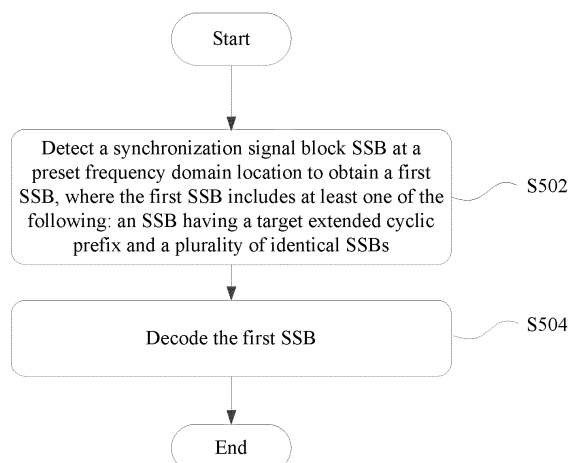 Start
Detect a synchronization signal block SSB at a
preset frequency domain location to obtain a first
SSB, where the first SSB includes at least one of the
following: an SSB having a target extended cyclic
prefix and a plurality of identical SSBs
S502
Decode the first SSB
S504
End